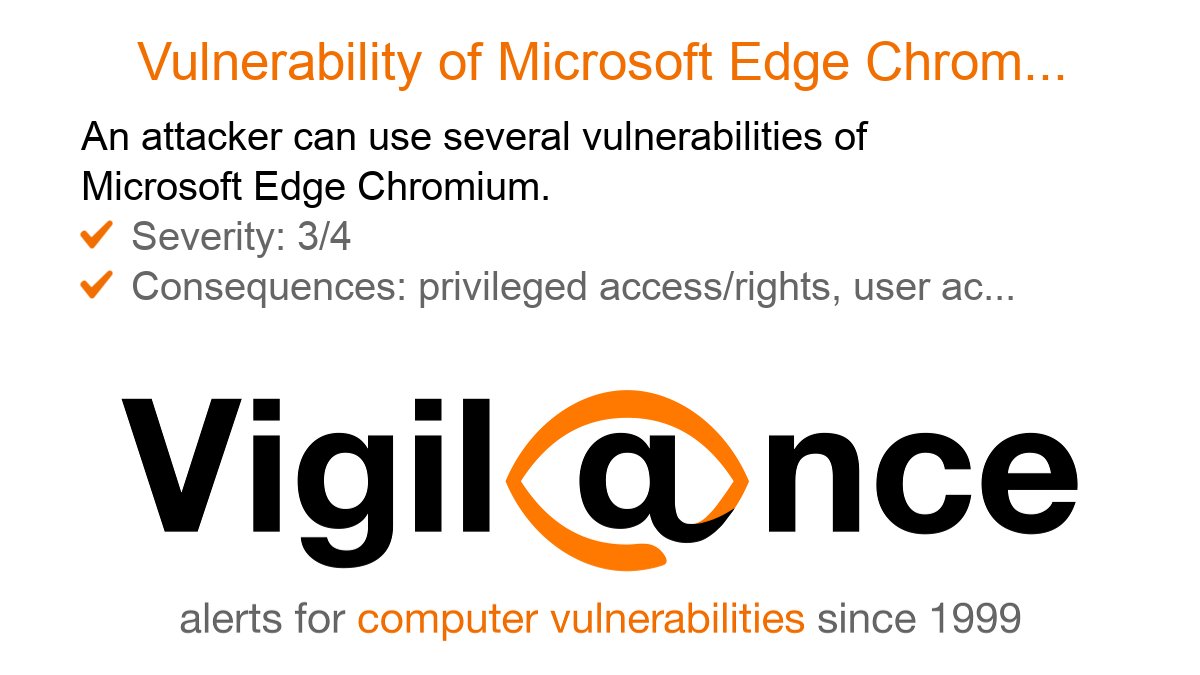 Vulnerability of Microsoft Edge Chrom...
An attacker can use several vulnerabilities of
Microsoft Edge Chromium.
Severity: 3/4
Consequences: privileged access/rights, user ac...
Vigil@nce
alerts for computer vulnerabilities since 1999